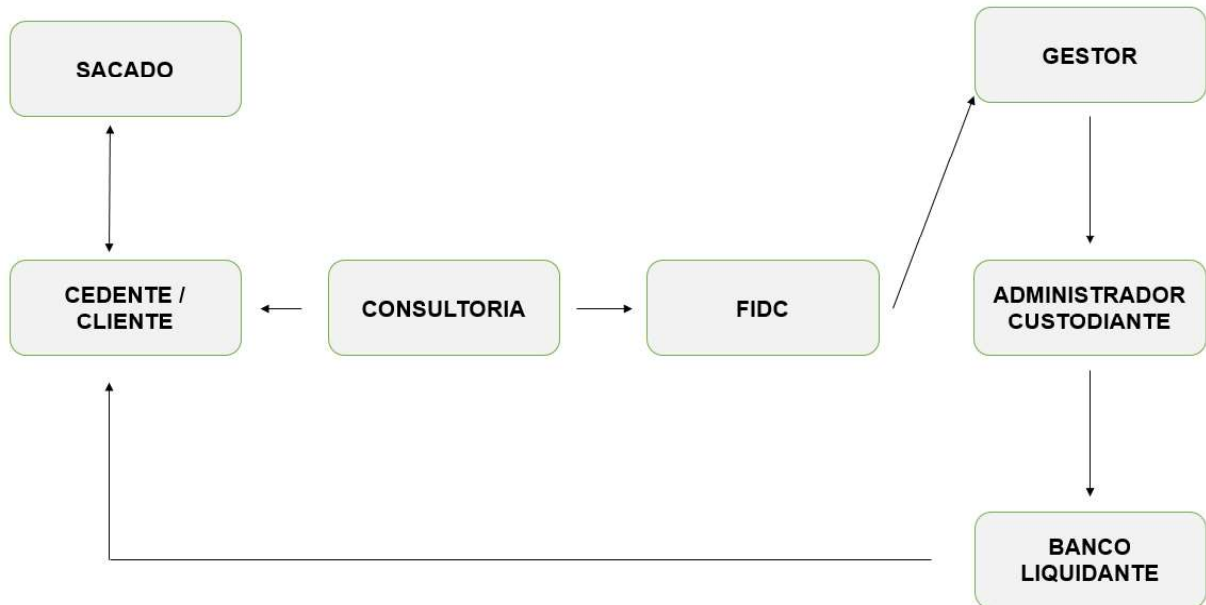 SACADO
GESTOR
CEDENTE /
CLIENTE
CONSULTORIA
FIDC
ADMINISTRADOR
CUSTODIANTE
BANCO
LIQUIDANTE